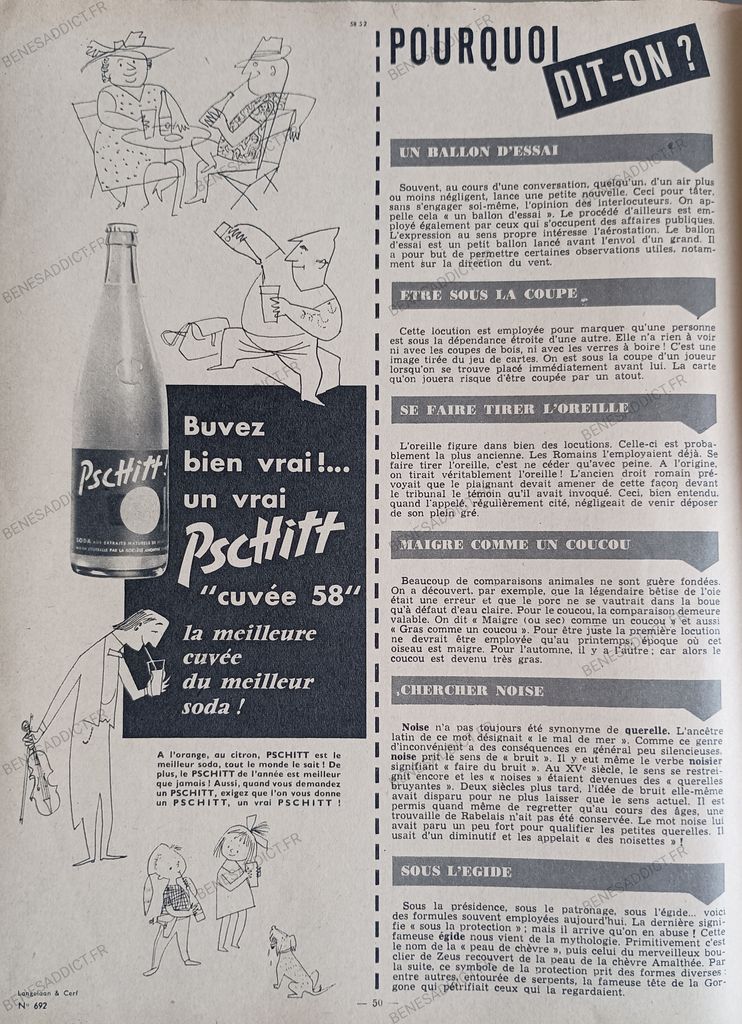 58 52
Buvez
bien vrai !...
un vrai
Pschitt
"cuvée 58"
la meilleure
cuvée
du meilleur
soda !
Pschitt!
A l'orange, au citron, PSCHITT est le
meilleur soda, tout le monde le sait ! De
plus, le PSCHITT de l'année est meilleur
que jamais ! Aussi, quand vous demandez
un PSCHITT, exigez que l'on vous donne
un PSCHITT, un vrai PSCHITT !
Langelaan & Cerf
N° 692
POURQUOI
DIT-ON ?
UN BALLON D'ESSAI
Souvent, au cours d'une conversation, quelqu'un, d'un air plus
ou moins négligent, lance une petite nouvelle. Ceci pour tâter,
sans s'engager soi-même, l'opinion des interlocuteurs. On ap-
pelle cela « un ballon d'essai ». Le procédé d'ailleurs est em-
ployé également par ceux qui s'occupent des affaires publiques.
L'expression au sens propre intéresse l'aérostation. Le ballon
d'essai est un petit ballon lancé avant l'envol d'un grand. Il
a pour but de permettre certaines observations utiles, notam-
ment sur la direction du vent.
ETRE SOUS LA COUPE
Cette locution est employée pour marquer qu'une personne
est sous la dépendance étroite d'une autre. Elle n'a rien à voir
ni avec les coupes de bois, ni avec les verres à boire ! C'est une
image tirée du jeu de cartes. On est sous la coupe d'un joueur
lorsqu'on se trouve placé immédiatement avant lui. La carte
qu'on jouera risque d'être coupée par un atout.
SE FAIRE TIRER L'OREILLE
L'oreille figure dans bien des locutions. Celle-ci est proba-
blement la plus ancienne. Les Romains l'employaient déjà. Se
faire tirer l'oreille, c'est ne céder qu'avec peine. A l'origine,
on tirait véritablement l'oreille ! L'ancien droit romain pré-
voyait que le plaignant devait amener de cette façon devant
le tribunal le témoin qu'il avait invoqué. Ceci, bien entendu,
quand l'appelé, régulièrement cité, négligeait de venir déposer
de son plein gré.
MAIGRE COMME UN COUCOU
Beaucoup de comparaisons animales ne sont guère fondées.
On a découvert, par exemple, que la légendaire bêtise de l'oie
était une erreur et que le porc ne se vautrait dans la boue
qu'à défaut d'eau claire. Pour le coucou, la comparaison demeure
valable. On dit « Maigre (ou sec) comme un coucou » et aussi
« Gras comme un coucou ». Pour être juste la première locution
ne devrait être employée qu'au printemps, époque où cet
oiseau est maigre. Pour l'automne, il y a l'autre ; car alors le
coucou est devenu très gras.
CHERCHER NOISE
Noise n'a pas toujours été synonyme de querelle. L'ancêtre
latin de ce mot désignait « le mal de mer ». Comme ce genre
d'inconvénient a des conséquences en général peu silencieuses,
noise prit le sens de « bruit ». Il y eut même le verbe noisier
signifiant « faire du bruit ». Au XVe siècle, le sens se restrei-
gnit encore et les « noises » étaient devenues des « querelles
bruyantes ». Deux siècles plus tard, l'idée de bruit elle-même
avait disparu pour ne plus laisser que le sens actuel. Il est
permis quand même de regretter qu'au cours des âges, une
trouvaille de Rabelais n'ait pas été conservée. Le mot noise lui
avait paru un peu fort pour qualifier les petites querelles. Il
usait d'un diminutif et les appelait « des noisettes » !
SOUS L'EGIDE
Sous la présidence, sous le patronage, sous l'égide... voici
des formules souvent employées aujourd'hui. La dernière signi-
fie « sous la protection » ; mais il arrive qu'on en abuse ! Cette
fameuse égide nous vient de la mythologie. Primitivement c'est
le nom de la « peau de chèvre », puis celui du merveilleux bou-
clier de Zeus recouvert de la peau de la chèvre Amalthée. Par
la suite, ce symbole de la protection prit des formes diverses :
entre autres, entourée de serpents, la fameuse tête de la Gor-
gone qui pétrifiait ceux qui la regardaient.
— 50 —
BENESADDICT.FR